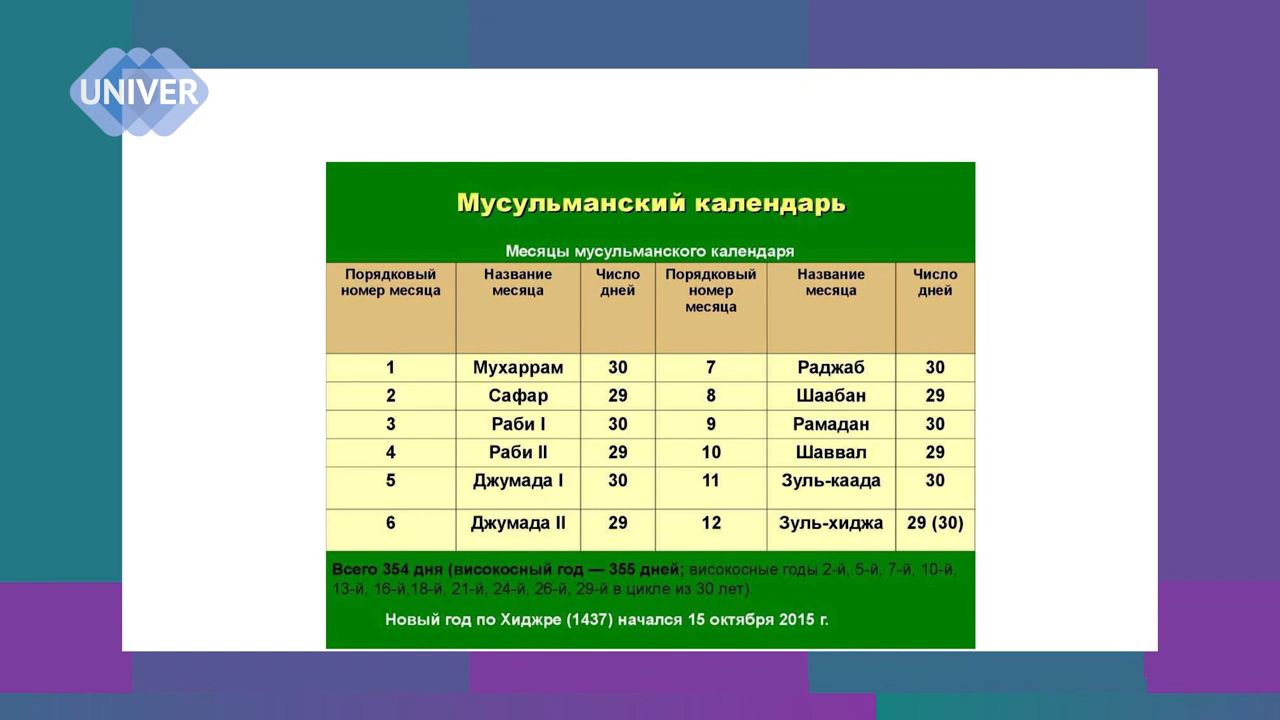 UNIVER
Мусульманский календарь
Месяцы мусульманского календаря
Порядковый номер месяца Название месяца Число дней Порядковый номер месяца Название месяца Число дней
1 Мухаррам 30 7 Раджаб 30
2 Сафар 29 8 Шаабан 29
3 Раби I 30 9 Рамадан 30
4 Раби II 29 10 Шаввал 29
5 Джумада I 30 11 Зуль-каада 30
6 Джумада II 29 12 Зуль-хиджа 29 (30)
Всего 354 дня (високосный год — 355 дней; високосные годы 2-й, 5-й, 7-й, 10-й,
13-й, 16-й,18-й, 21-й, 24-й, 26-й, 29-й в цикле из 30 лет).
Новый год по Хиджре (1437) начался 15 октября 2015 г.